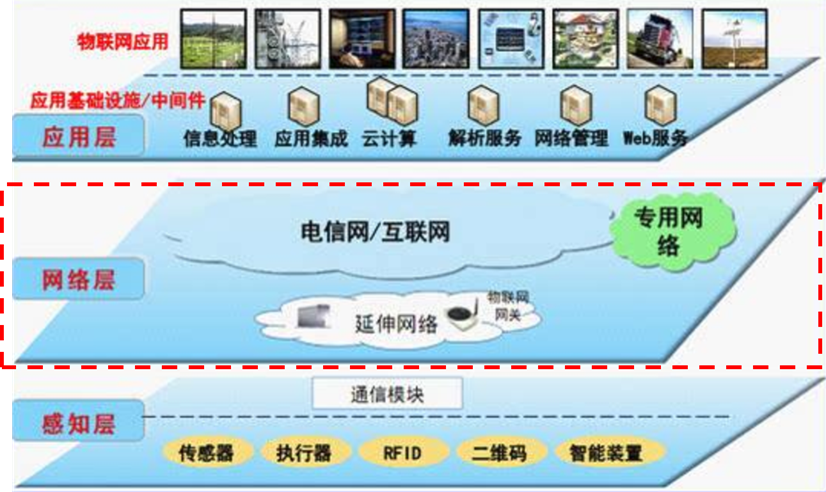 物联网应用
应用基础设施/中间件
应用层
信息处理 应用集成 云计算 解析服务 网络管理 Web服务
电信网/互联网
专用网
络
网络层
延伸网络
物联网
网关
通信模块
感知层
传感器 执行器 RFID 二维码 智能装置